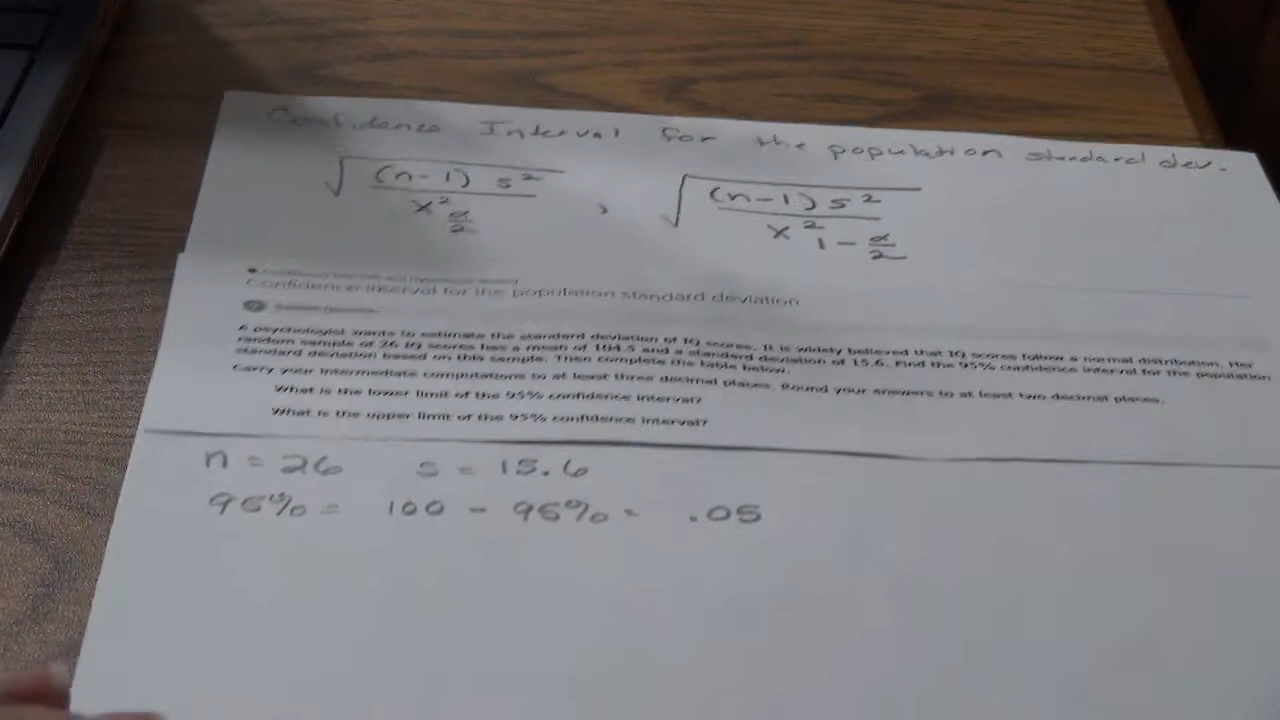 Confidence Interval for the population standard dev.
√(n-1) s² / x² α/2 , √(n-1) s² / x² 1 - α/2
Confidence interval for the population standard deviation
A psychologist wants to estimate the standard deviation of IQ scores. It is widely believed that IQ scores follow a normal distribution. Her
random sample of 26 IQ scores has a mean of 104.5 and a standard deviation of 15.6. Find the 95% confidence interval for the population
standard deviation based on this sample. Then complete the table below.
Carry your intermediate computations to at least three decimal places. Round your answers to at least two decimal places.
What is the lower limit of the 95% confidence interval?
What is the upper limit of the 95% confidence interval?
n = 26 s = 15.6
95% = 100 - 95% = .05